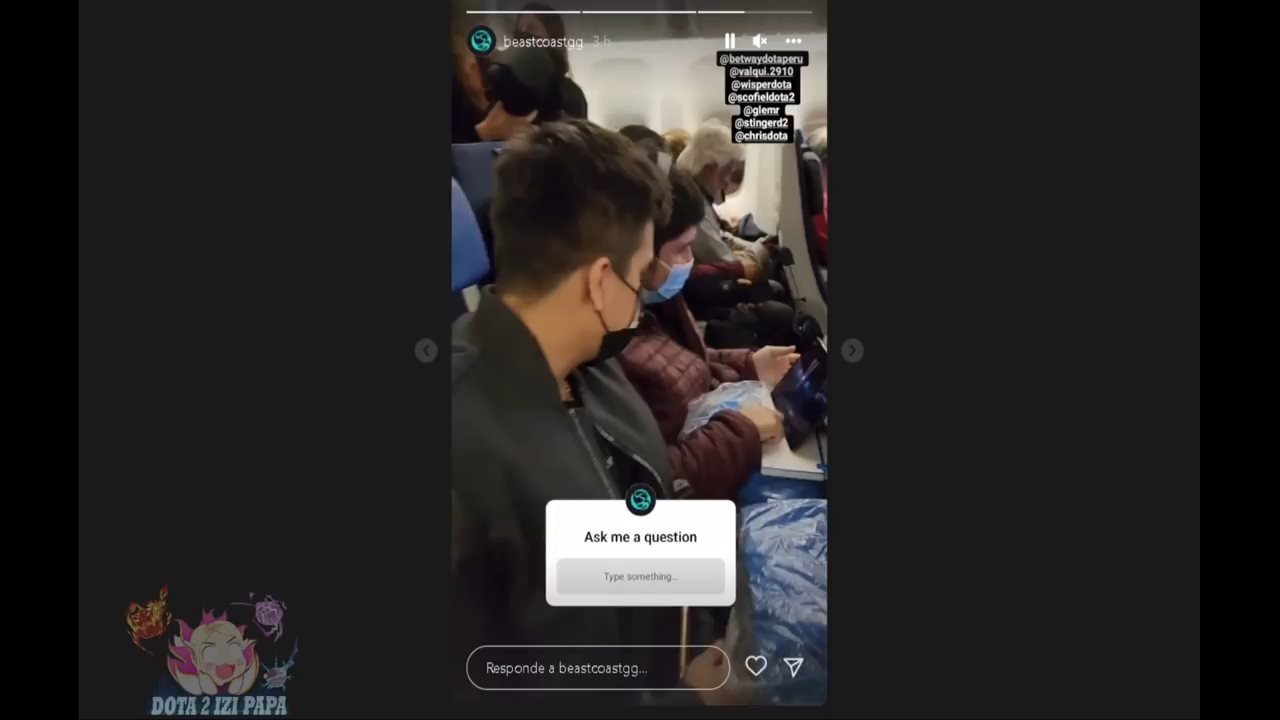 beastcoastgg 3 h
@betwaydotaperu
@valqui.2910
@wisperdota
@scofieldota2
@glemr
@stingerd2
@chrisdota
Ask me a question
Type something...
Responde a beastcoastgg...
DOTA 2 IZI PAPA